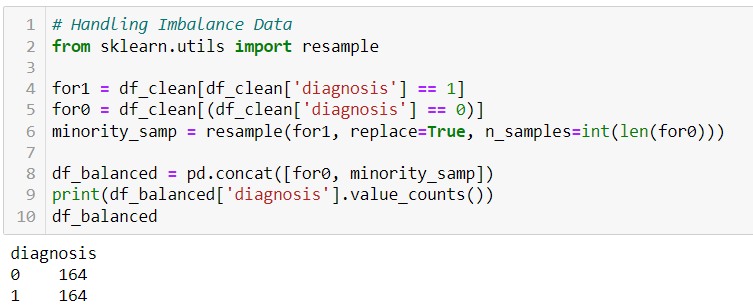 1 # Handling Imbalance Data
2 from sklearn.utils import resample
3
4 for1 = df_clean[df_clean['diagnosis'] == 1]
5 for0 = df_clean[(df_clean['diagnosis'] == 0)]
6 minority_samp = resample(for1, replace=True, n_samples=int(len(for0)))
7
8 df_balanced = pd.concat([for0, minority_samp])
9 print(df_balanced['diagnosis'].value_counts())
10 df_balanced
diagnosis
0    164
1    164